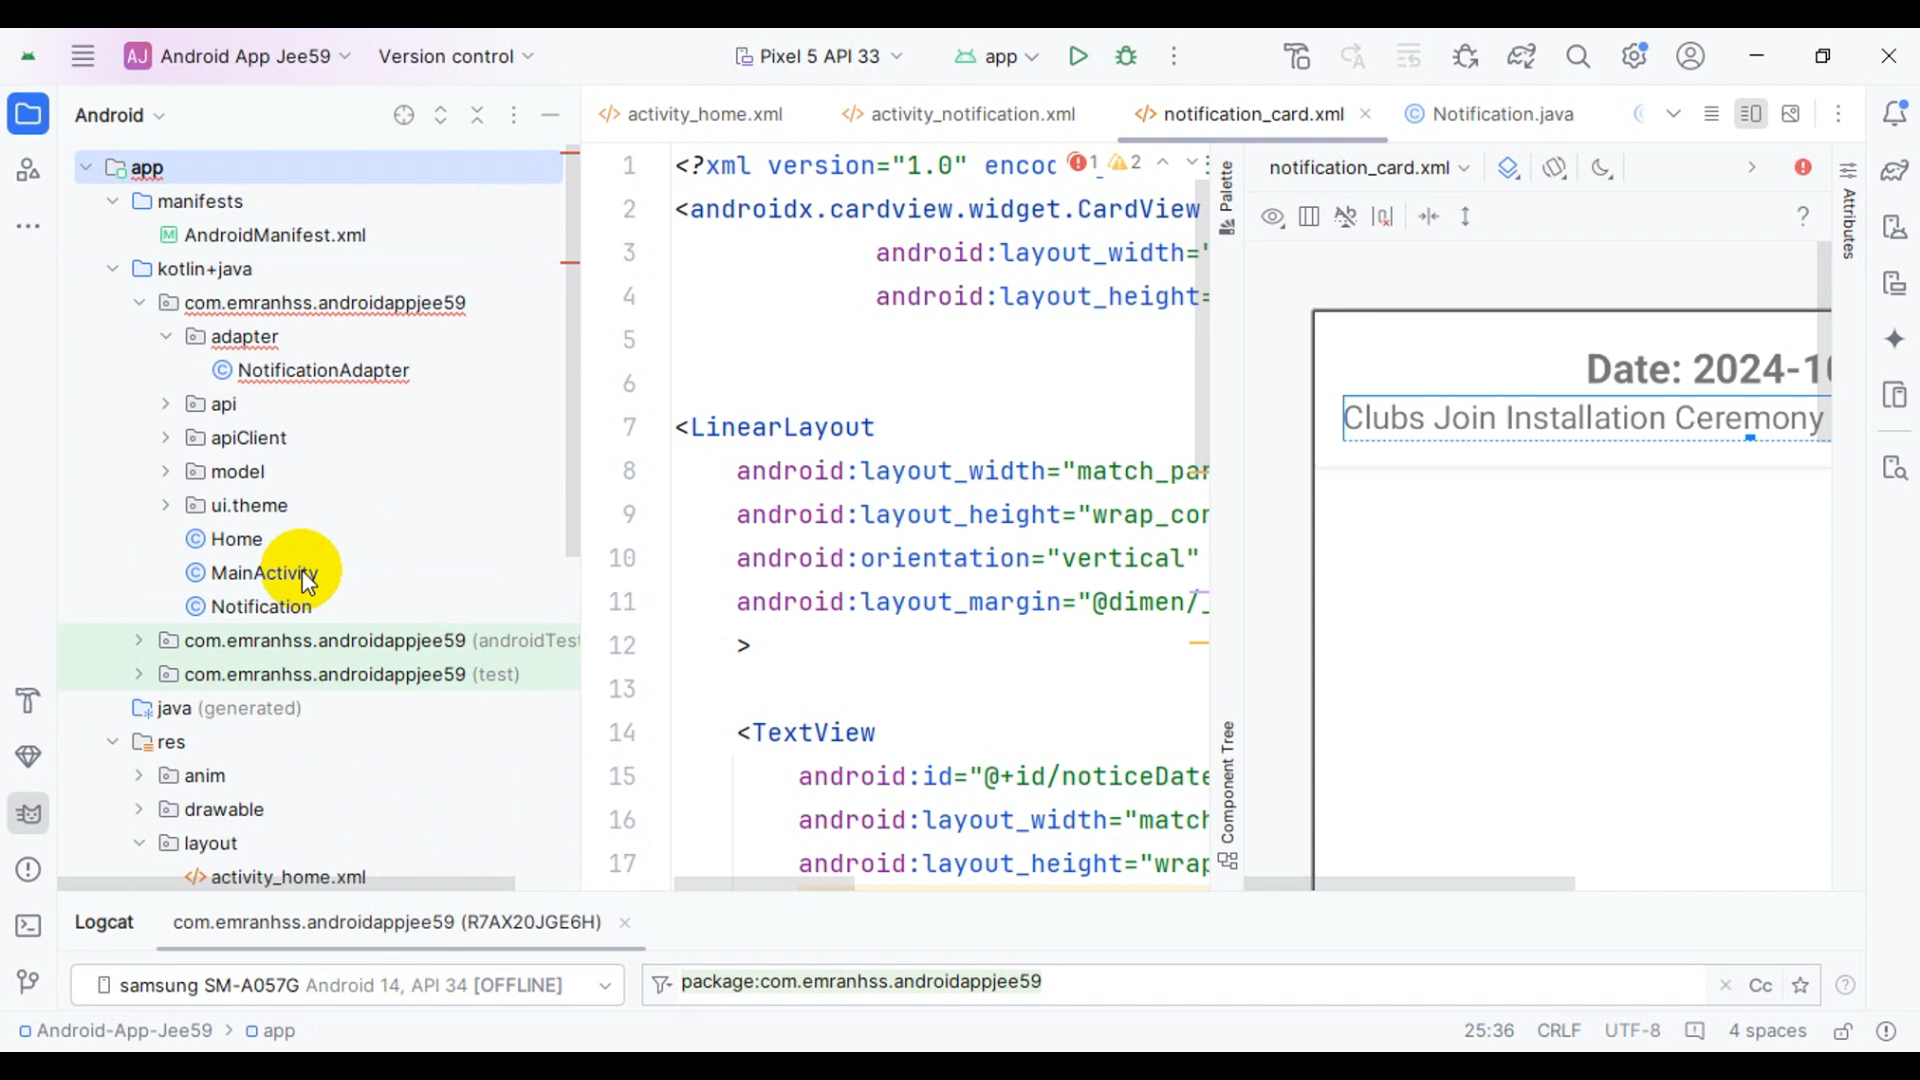 AJ Android App Jee59 Version control Pixel 5 API 33 app
Android
activity_home.xml activity_notification.xml notification_card.xml Notification.java
app
manifests
AndroidManifest.xml
kotlin+java
com.emranhss.androidappjee59
adapter
NotificationAdapter
api
apiClient
model
ui.theme
Home
MainActivity
Notification
com.emranhss.androidappjee59 (androidTest
com.emranhss.androidappjee59 (test)
java (generated)
res
anim
drawable
layout
activity_home.xml
1 <?xml version="1.0" encoc 1 2
2 <androidx.cardview.widget.CardView
3 android:layout_width="
4 android:layout_height=
5
6
7 <LinearLayout
8 android:layout_width="match_par
9 android:layout_height="wrap_con
10 android:orientation="vertical"
11 android:layout_margin="@dimen/_
12 >
13
14 <TextView
15 android:id="@+id/noticeDate
16 android:layout_width="match
17 android:layout_height="wrap
Palette
Component Tree
notification_card.xml
?
Date: 2024-10
Clubs Join Installation Ceremony
Attributes
Logcat com.emranhss.androidappjee59 (R7AX20JGE6H)
samsung SM-A057G Android 14, API 34 [OFFLINE] package:com.emranhss.androidappjee59 Cc ?
Android-App-Jee59 > app 25:36 CRLF UTF-8 4 spaces